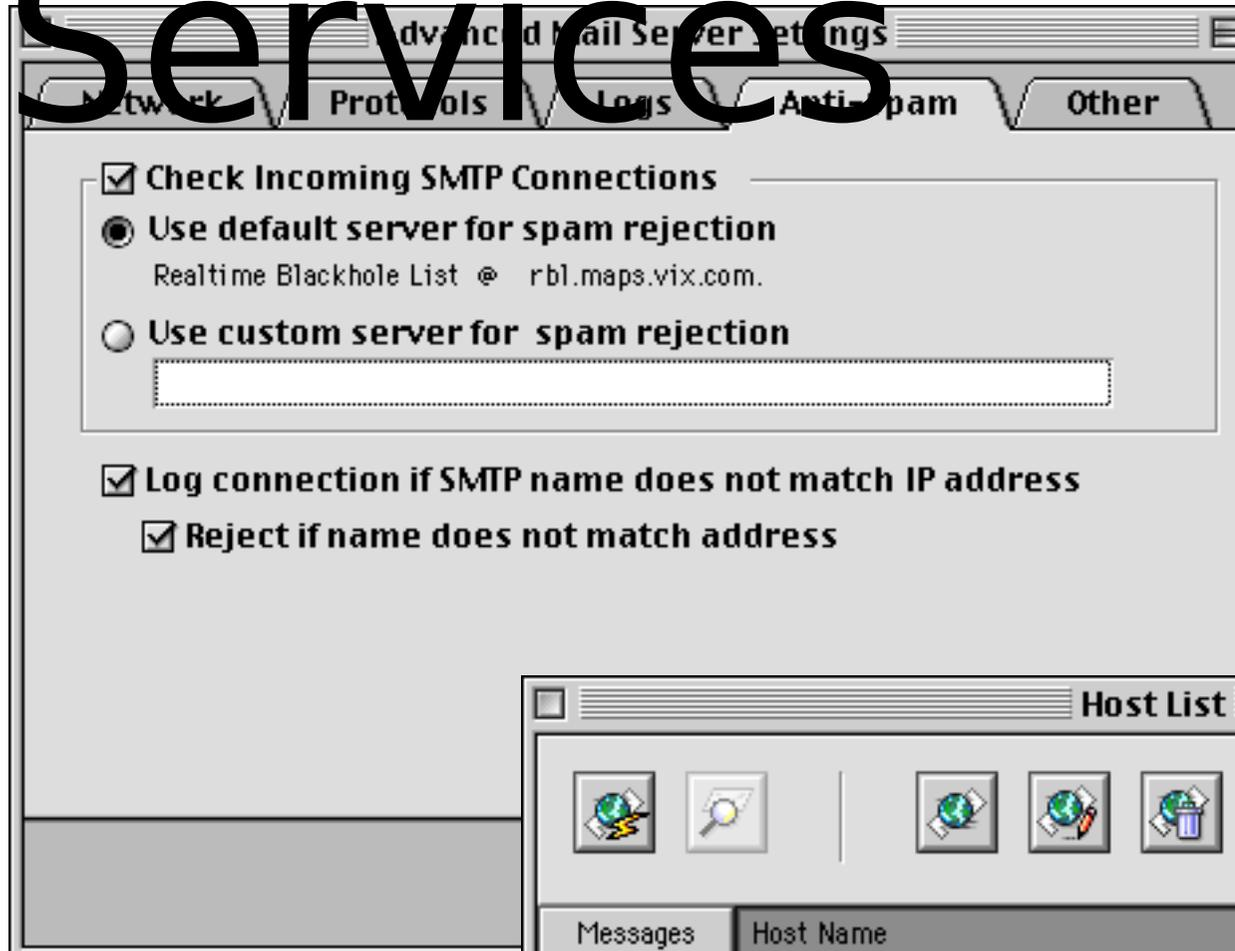 Services
Advanced Mail Server Settings
Network Protocols Logs Anti-Spam Other
Check Incoming SMTP Connections
Use default server for spam rejection
Realtime Blackhole List @ rbl.maps.vix.com.
Use custom server for spam rejection
Log connection if SMTP name does not match IP address
Reject if name does not match address
Host List
Messages Host Name